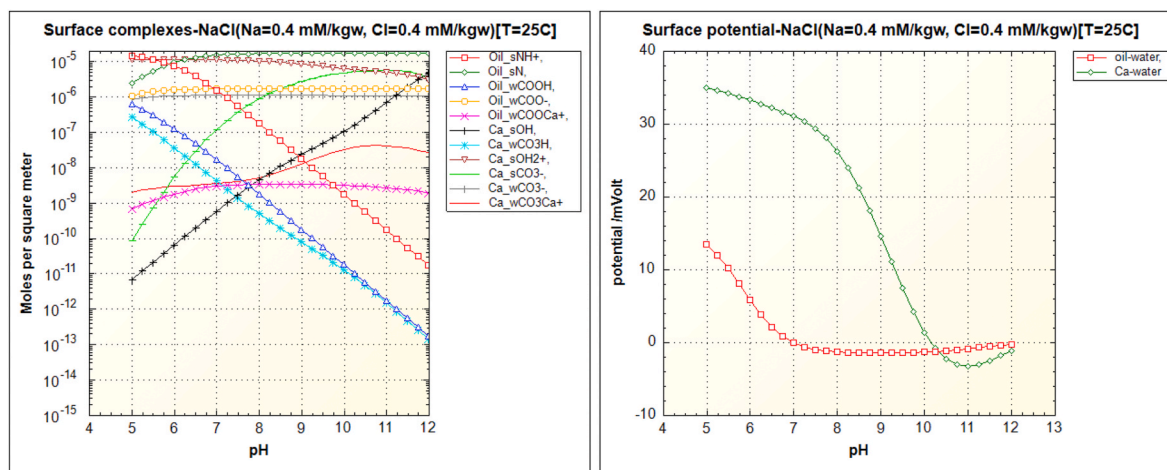 Surface complexes-NaCl(Na=0.4 mM/kgw, Cl=0.4 mM/kgw)[T=25C]
Moles per square meter
10-5
10-6
10-7
10-8
10-9
10-10
10-11
10-12
10-13
10-14
10-15
4 5 6 7 8 9 10 11 12
pH
Oil_sNH+,
Oil_sN,
Oil_wCOOH,
Oil_wCOO-,
Oil_wCOOCa+,
Ca_sOH,
Ca_wCO3H,
Ca_sOH2+,
Ca_sCO3-,
Ca_wCO3-,
Ca_wCO3Ca+
Surface potential-NaCl(Na=0.4 mM/kgw, Cl=0.4 mM/kgw)[T=25C]
potential /mVolt
40
30
20
10
0
-10
4 5 6 7 8 9 10 11 12 13
pH
oil-water,
Ca-water